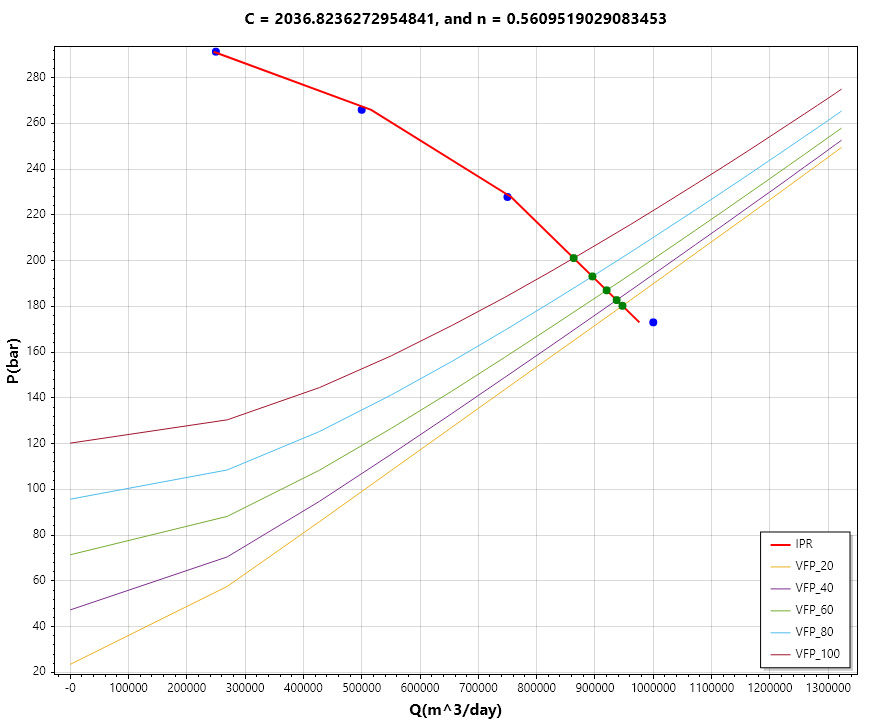 C = 2036.8236272954841, and n = 0.5609519029083453
P(bar)
280
260
240
220
200
180
160
140
120
100
80
60
40
20
-0 100000 200000 300000 400000 500000 600000 700000 800000 900000 1000000 1100000 1200000 1300000
Q(m^3/day)
IPR
VFP_20
VFP_40
VFP_60
VFP_80
VFP_100